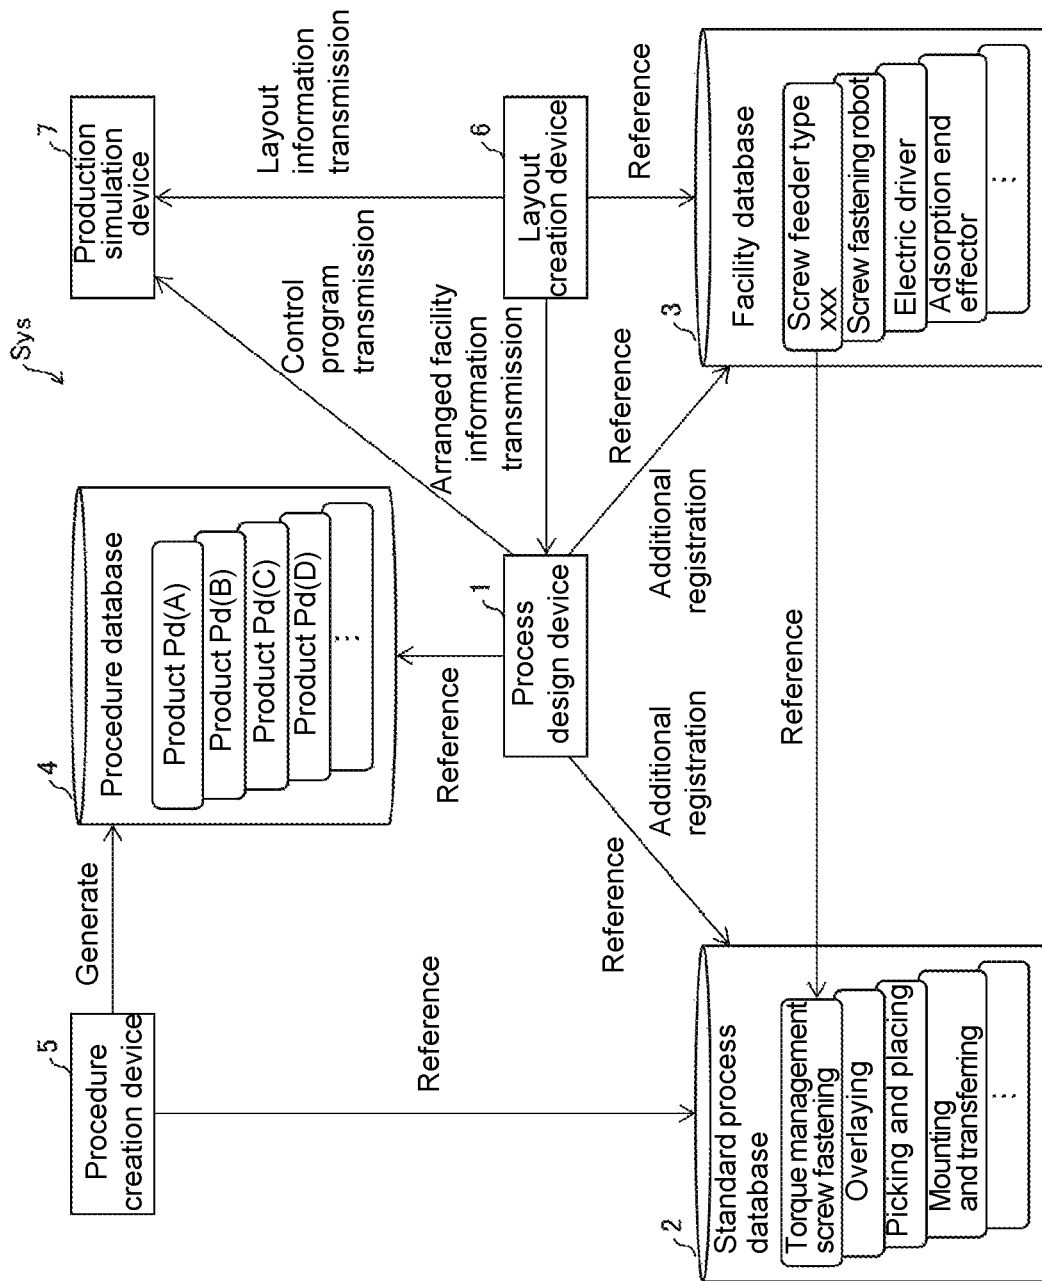 Sys
5
Procedure
creation device
Generate
4
Procedure database
Product Pd(A)
Product Pd(B)
Product Pd(C)
Product Pd(D)
⋮
7
Production
simulation
device
Control
program
transmission
Layout
information
transmission
Reference
Reference
1
Process
design device
Arranged facility
information
transmission
6
Layout
creation device
Reference
Additional
registration
Reference
Additional
registration
Reference
Reference
2
Standard process
database
Torque management
screw fastening
Overlaying
Picking and placing
Mounting
and transferring
⋮
3
Facility database
Screw feeder type
xxx
Screw fastening robot
Electric driver
Adsorption end
effector
⋮